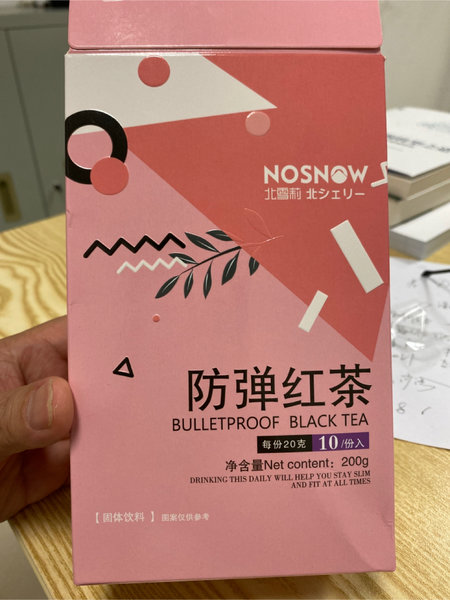 NOSNOW
北雪莉 北シェリー
防弹红茶
BULLETPROOF BLACK TEA
每份20克 10/份入
净含量Net content: 200g
DRINKING THIS DAILY WILL HELP YOU STAY SLIM
AND FIT AT ALL TIMES
【 固体饮料 】 图案仅供参考